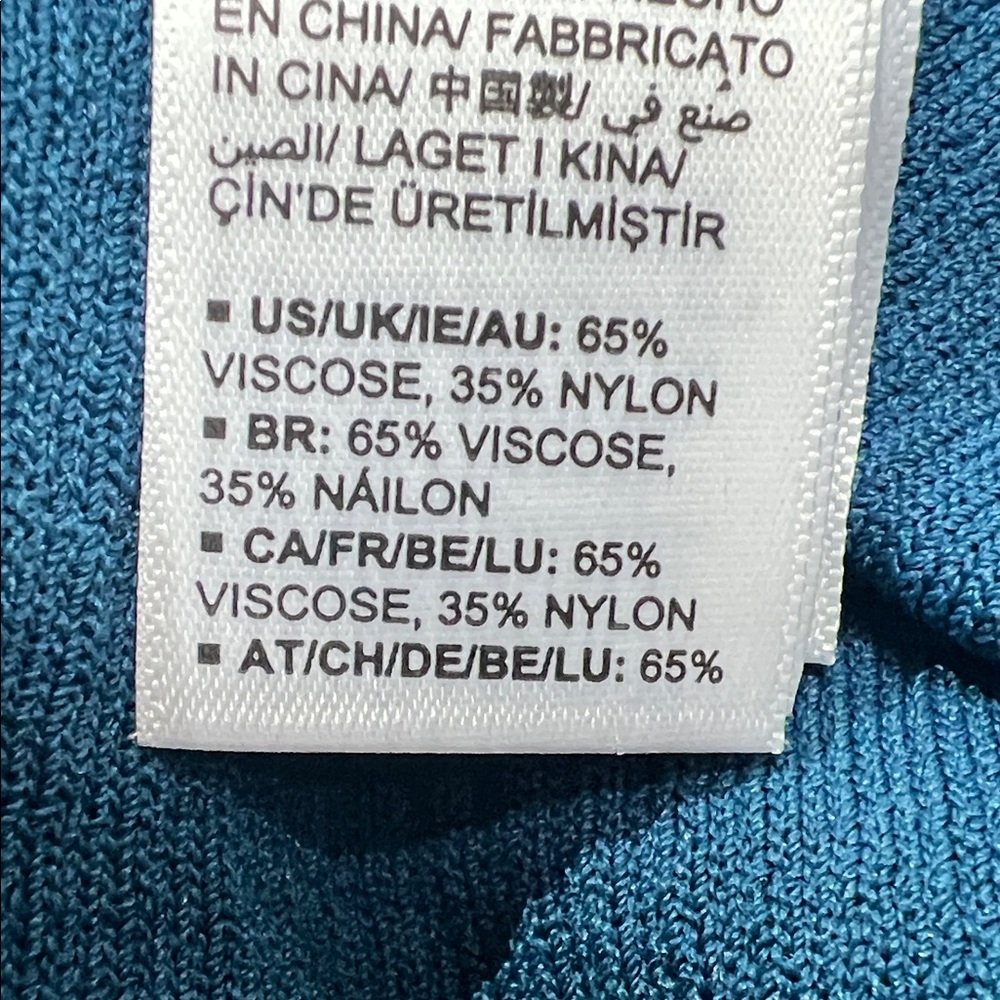 EN CHINA/ FABBRICATO
IN CINA/ 中国製/ صنع في
الصين/ LAGET I KINA/
ÇİN'DE ÜRETİLMİŞTİR
▪ US/UK/IE/AU: 65%
VISCOSE, 35% NYLON
▪ BR: 65% VISCOSE,
35% NÁILON
▪ CA/FR/BE/LU: 65%
VISCOSE, 35% NYLON
▪ AT/CH/DE/BE/LU: 65%